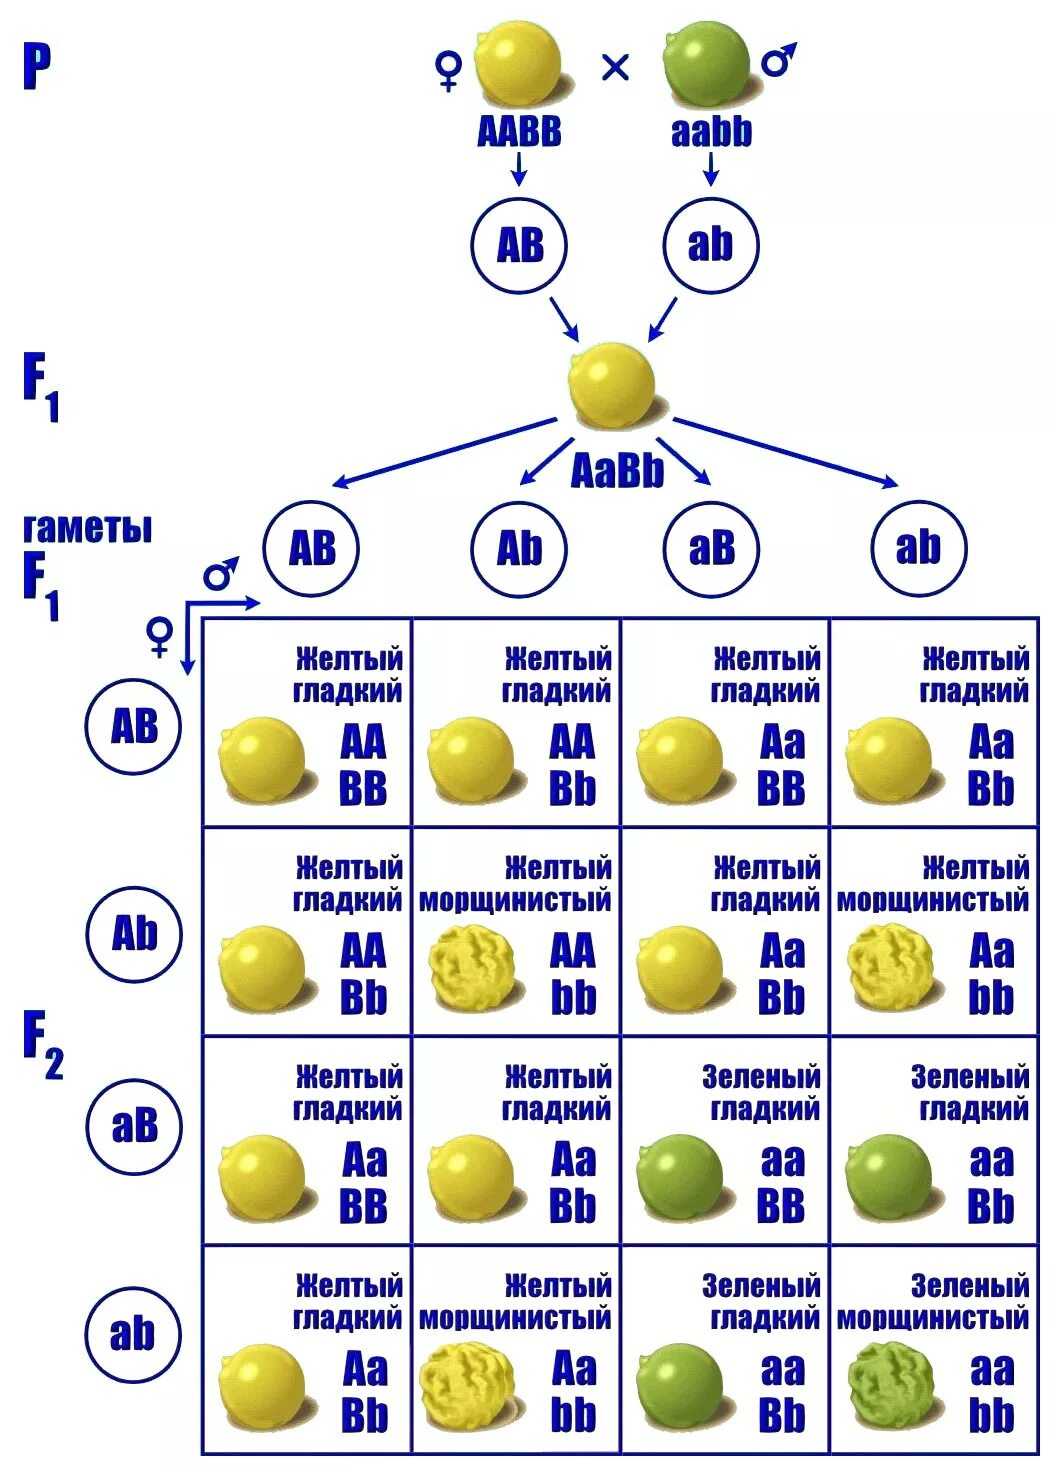 P
♀ × ♂
AABB aabb
AB ab
F1
AaBb
гаметы
F1
♂
♀
AB Ab aB ab
AB
Желтый Желтый Желтый Желтый
гладкий гладкий гладкий гладкий
AA AA Aa Aa
BB Bb BB Bb
Ab
Желтый Желтый Желтый Желтый
гладкий морщинистый гладкий морщинистый
AA AA Aa Aa
Bb bb Bb bb
F2
aB
Желтый Желтый Зеленый Зеленый
гладкий гладкий гладкий гладкий
Aa Aa aa aa
BB Bb BB Bb
ab
Желтый Желтый Зеленый Зеленый
гладкий морщинистый гладкий морщинистый
Aa Aa aa aa
Bb bb Bb bb